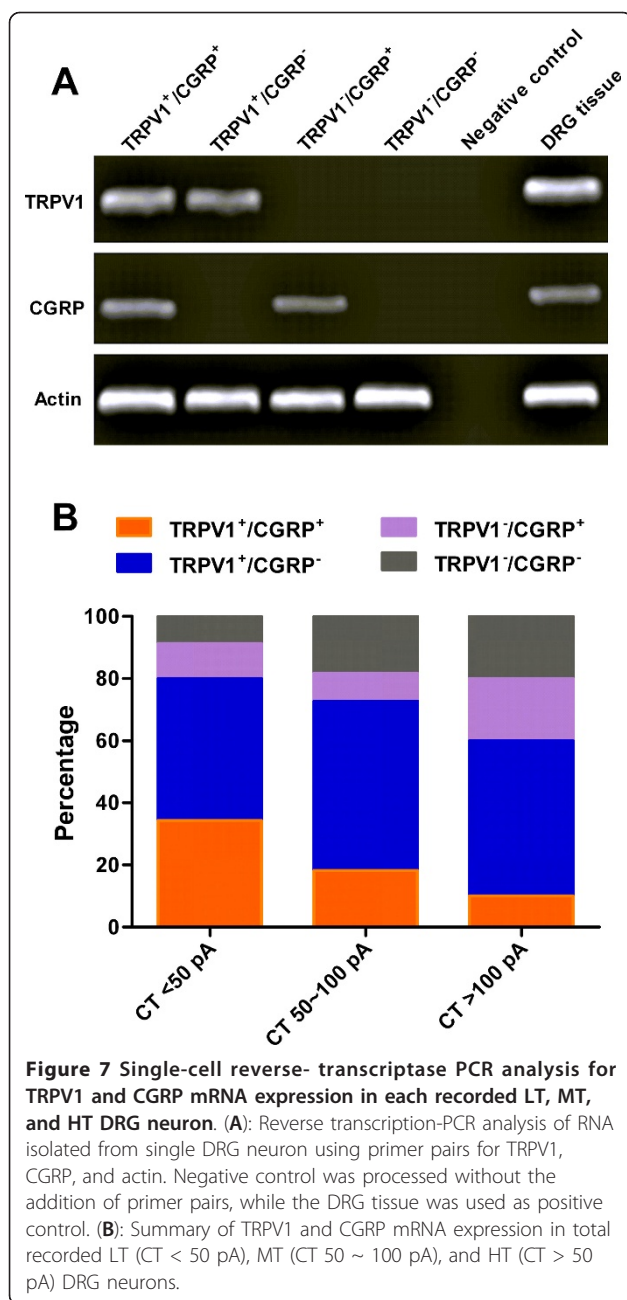 A
TRPV1⁺/CGRP⁺
TRPV1⁺/CGRP⁻
TRPV1⁻/CGRP⁺
TRPV1⁻/CGRP⁻
Negative control
DRG tissue
TRPV1
CGRP
Actin
B
TRPV1⁺/CGRP⁺
TRPV1⁻/CGRP⁺
TRPV1⁺/CGRP⁻
TRPV1⁻/CGRP⁻
100
80
60
40
20
0
Percentage
CT <50 pA
CT 50~100 pA
CT >100 pA
Figure 7 Single-cell reverse- transcriptase PCR analysis for
TRPV1 and CGRP mRNA expression in each recorded LT, MT,
and HT DRG neuron. (A): Reverse transcription-PCR analysis of RNA
isolated from single DRG neuron using primer pairs for TRPV1,
CGRP, and actin. Negative control was processed without the
addition of primer pairs, while the DRG tissue was used as positive
control. (B): Summary of TRPV1 and CGRP mRNA expression in total
recorded LT (CT < 50 pA), MT (CT 50 ~ 100 pA), and HT (CT > 50
pA) DRG neurons.